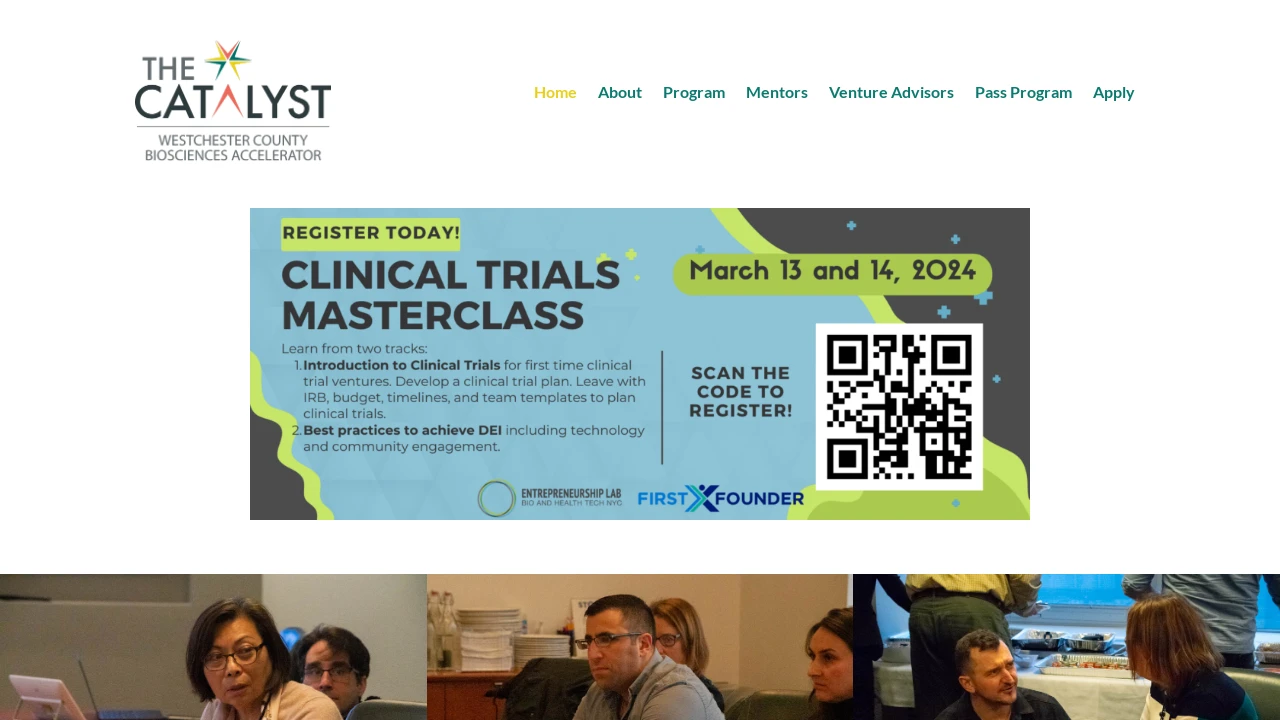 THE
CATALYST
WESTCHESTER COUNTY
BIOSCIENCES ACCELERATOR
Home About Program Mentors Venture Advisors Pass Program Apply
REGISTER TODAY!
CLINICAL TRIALS
MASTERCLASS
Learn from two tracks:
1. Introduction to Clinical Trials for first time clinical
trial ventures. Develop a clinical trial plan. Leave with
IRB, budget, timelines, and team templates to plan
clinical trials.
2. Best practices to achieve DEI including technology
and community engagement.
March 13 and 14, 2024
SCAN THE
CODE TO
REGISTER!
ENTREPRENEURSHIP LAB
BIO AND HEALTH TECH NYC
FIRST FOUNDER